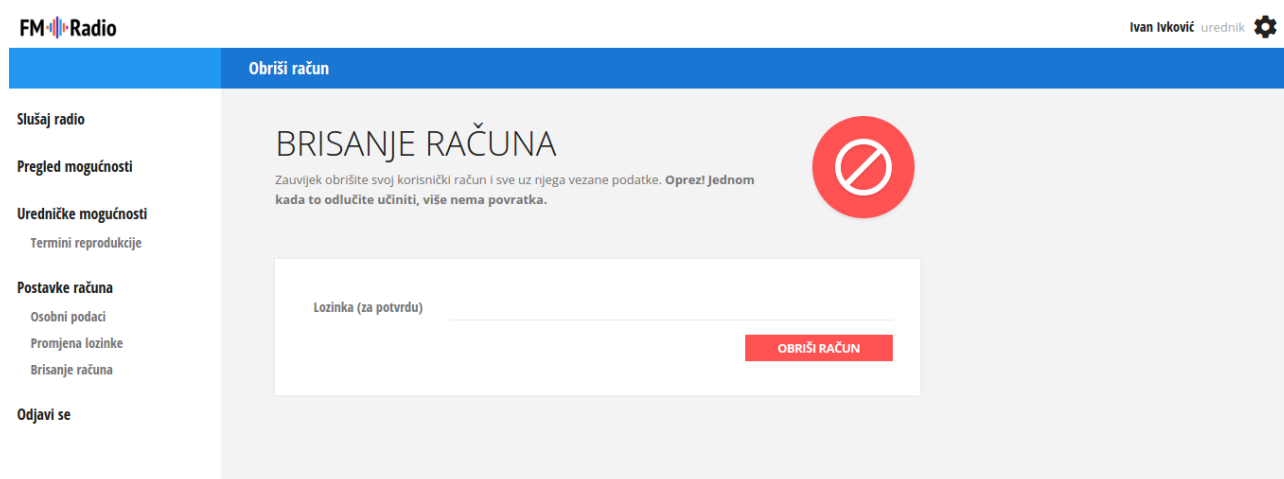 FM Radio
Ivan Ivković urednik
Obriši račun
Slušaj radio
Pregled mogućnosti
Uredničke mogućnosti
Termini reprodukcije
Postavke računa
Osobni podaci
Promjena lozinke
Brisanje računa
Odjavi se
BRISANJE RAČUNA
Zauvijek obrišite svoj korisnički račun i sve uz njega vezane podatke. Oprez! Jednom
kada to odlučite učiniti, više nema povratka.
Lozinka (za potvrdu)
OBRIŠI RAČUN